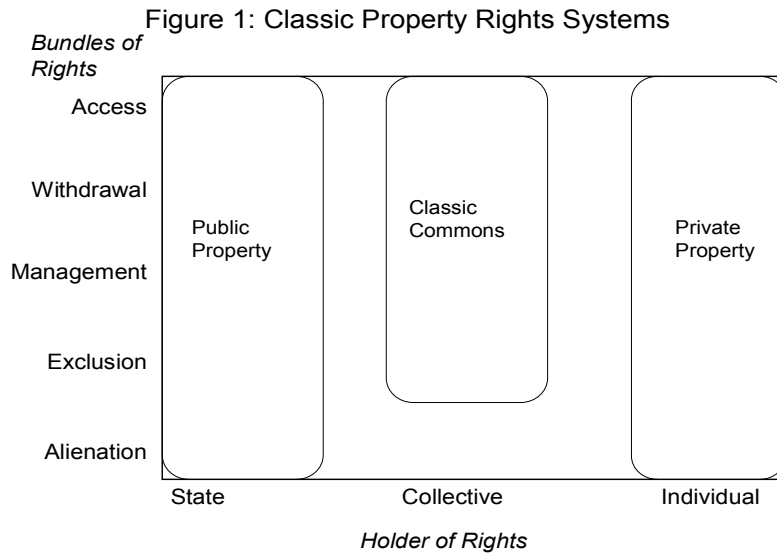 Figure 1: Classic Property Rights Systems
Bundles of
Rights
Access
Withdrawal
Management
Exclusion
Alienation
Public
Property
Classic
Commons
Private
Property
State
Collective
Individual
Holder of Rights